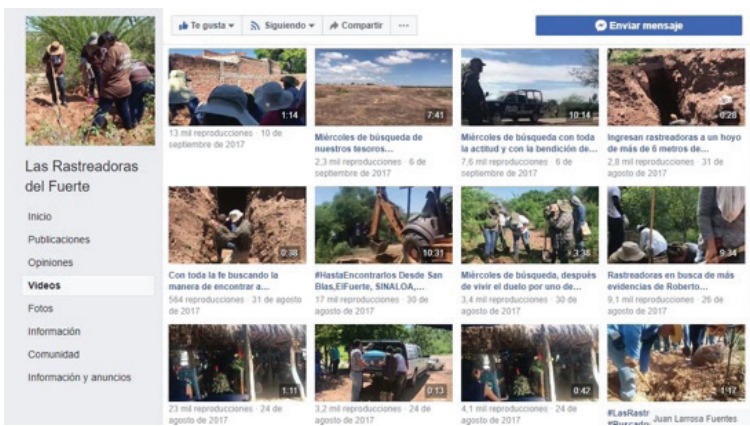 Te gusta
Siguiendo
Compartir
...
Enviar mensaje
Las Rastreadoras
del Fuerte
Inicio
Publicaciones
Opiniones
Videos
Fotos
Información
Comunidad
Información y anuncios
1:14
13 mil reproducciones · 10 de
septiembre de 2017
7:41
Miércoles de búsqueda de
nuestros tesoros...
2,3 mil reproducciones · 6 de
septiembre de 2017
10:14
Miércoles de búsqueda con toda
la actitud y con la bendición de...
7,6 mil reproducciones · 6 de
septiembre de 2017
0:28
Ingresan rastreadoras a un hoyo
de más de 6 metros de...
2,8 mil reproducciones · 31 de
agosto de 2017
0:38
Con toda la fe buscando la
manera de encontrar a...
564 reproducciones · 31 de agosto
de 2017
10:31
#HastaEncontrarlos Desde San
Blas,ElFuerte, SINALOA,...
17 mil reproducciones · 30 de
agosto de 2017
3:38
Miércoles de búsqueda, después
de vivir el duelo por uno de...
3,4 mil reproducciones · 30 de
agosto de 2017
9:34
Rastreadoras en busca de más
evidencias de Roberto...
9,1 mil reproducciones · 26 de
agosto de 2017
1:11
23 mil reproducciones · 24 de
agosto de 2017
0:13
3,2 mil reproducciones · 24 de
agosto de 2017
0:42
4,1 mil reproducciones · 24 de
agosto de 2017
1:17
#LasRastr
Juan Larrosa Fuentes